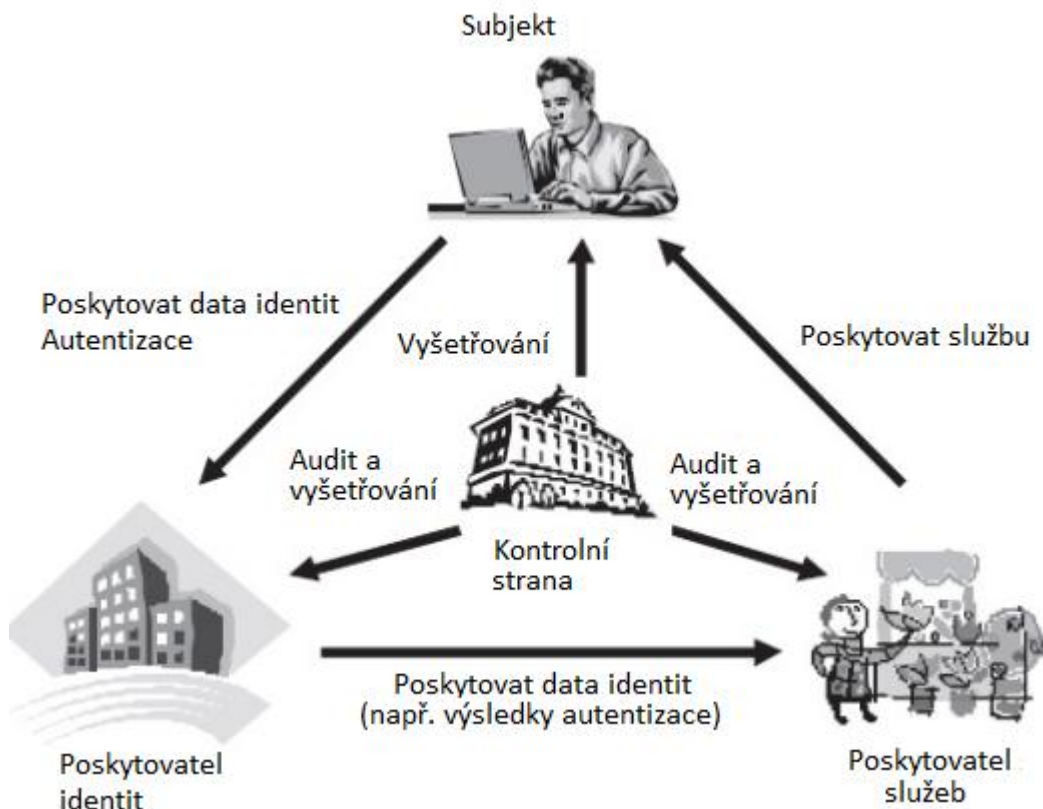 Subjekt
Poskytovat data identit
Autentizace
Vyšetřování
Poskytovat službu
Audit a
vyšetřování
Audit a
vyšetřování
Kontrolní
strana
Poskytovat data identit
(např. výsledky autentizace)
Poskytovatel
identit
Poskytovatel
služeb